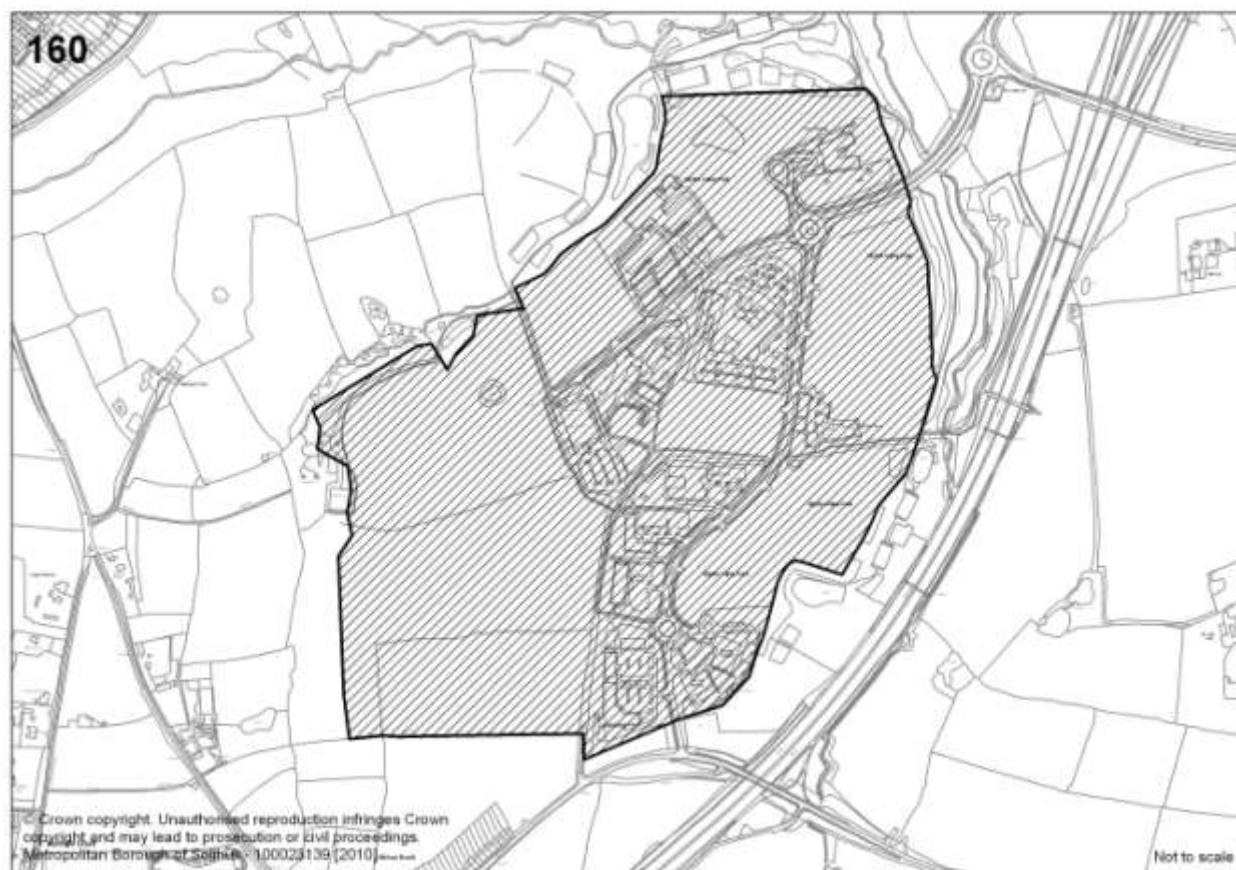 160
© Crown copyright. Unauthorised reproduction infringes Crown
copyright and may lead to prosecution or civil proceedings.
Metropolitan Borough of Solihull - 100023139 [2010]
Not to scale